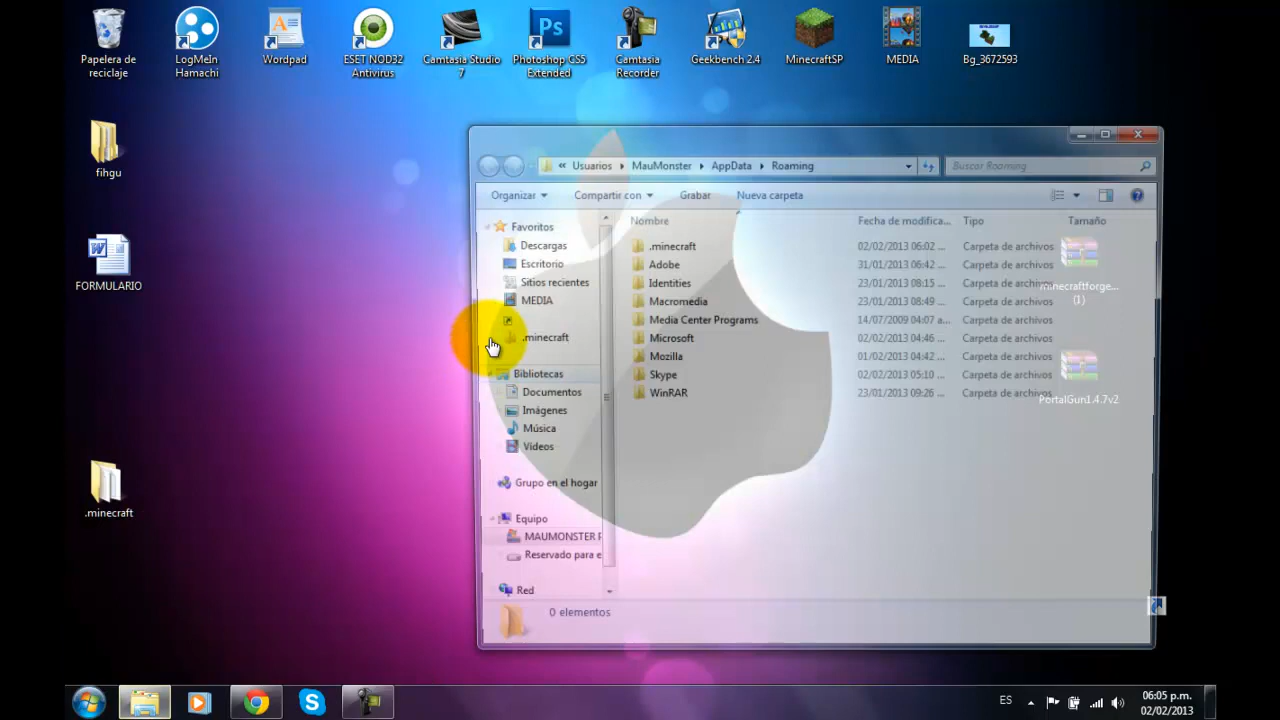 Papelera de
reciclaje
LogMeIn
Hamachi
Wordpad
ESET NOD32
Antivirus
Camtasia Studio
7
Ps
Photoshop CS5
Extended
Camtasia
Recorder
Geekbench 2.4
MinecraftSP
MEDIA
Bg_3672593
fihgu
FORMULARIO
.minecraft
« Usuarios MauMonster AppData Roaming
Buscar Roaming
Organizar Compartir con Grabar Nueva carpeta
Favoritos
Descargas
Escritorio
Sitios recientes
MEDIA
.minecraft
Bibliotecas
Documentos
Imágenes
Música
Vídeos
Grupo en el hogar
Equipo
MAUMONSTER P
Reservado para e
Red
Nombre Fecha de modifica... Tipo Tamaño
.minecraft 02/02/2013 06:02 ... Carpeta de archivos
Adobe 31/01/2013 06:42 ... Carpeta de archivos
Identities 23/01/2013 08:15 ... Carpeta de archivos
Macromedia 23/01/2013 08:49 ... Carpeta de archivos
Media Center Programs 14/07/2009 04:07 a... Carpeta de archivos
Microsoft 02/02/2013 04:46 ... Carpeta de archivos
Mozilla 01/02/2013 04:42 ... Carpeta de archivos
Skype 02/02/2013 05:10 ... Carpeta de archivos
WinRAR 23/01/2013 09:26 ... Carpeta de archivos
minecraftforge...
(1)
PortalGun1.4.7v2
0 elementos
ES
06:05 p.m.
02/02/2013